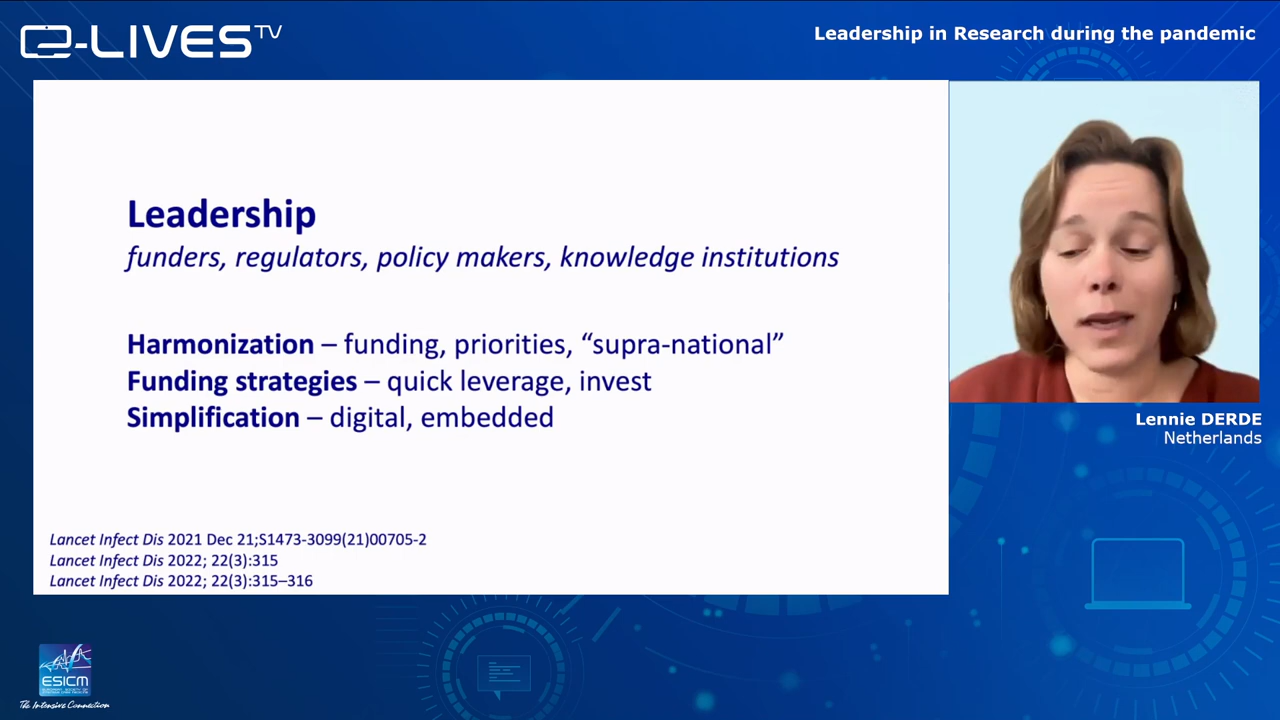 e-LIVES TV
Leadership in Research during the pandemic
Leadership
funders, regulators, policy makers, knowledge institutions
Harmonization – funding, priorities, “supra-national”
Funding strategies – quick leverage, invest
Simplification – digital, embedded
Lancet Infect Dis 2021 Dec 21;S1473-3099(21)00705-2
Lancet Infect Dis 2022; 22(3):315
Lancet Infect Dis 2022; 22(3):315–316
Lennie DERDE
Netherlands
ESICM
The Intensive Connection